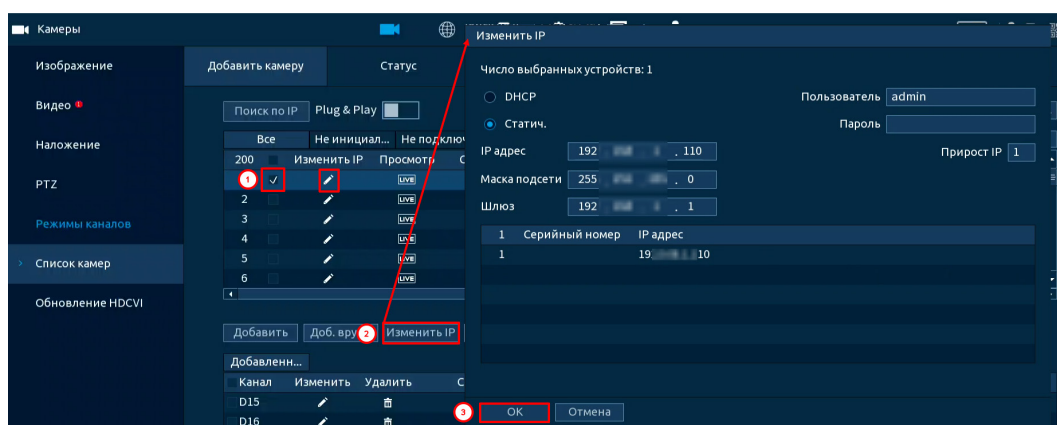 Камеры
Изображение
Видео 1
Наложение
PTZ
Режимы каналов
Список камер
Обновление HDCVI
Добавить камеру Статус
Поиск по IP Plug & Play
Все Не инициал... Не подключ
200 Изменить IP Просмотр С
1 LIVE
2 LIVE
3 LIVE
4 LIVE
5 LIVE
6 LIVE
Добавить Доб. вру 2 Изменить IP
Добавленн...
Канал Изменить Удалить С
D15
D16
Изменить IP
Число выбранных устройств: 1
DHCP Пользователь admin
Статич. Пароль
IP адрес 192 . 110 Прирост IP 1
Маска подсети 255 . 0
Шлюз 192 . 1
1 Серийный номер IP адрес
1 19 10
3 OK Отмена